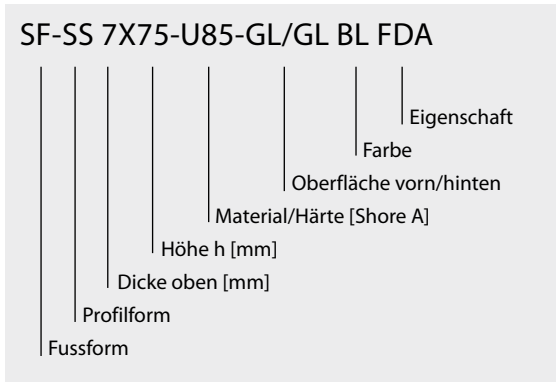 SF-SS 7X75-U85-GL/GL BL FDA
Eigenschaft
Farbe
Oberfläche vorn/hinten
Material/Härte [Shore A]
Höhe h [mm]
Dicke oben [mm]
Profilform
Fussform